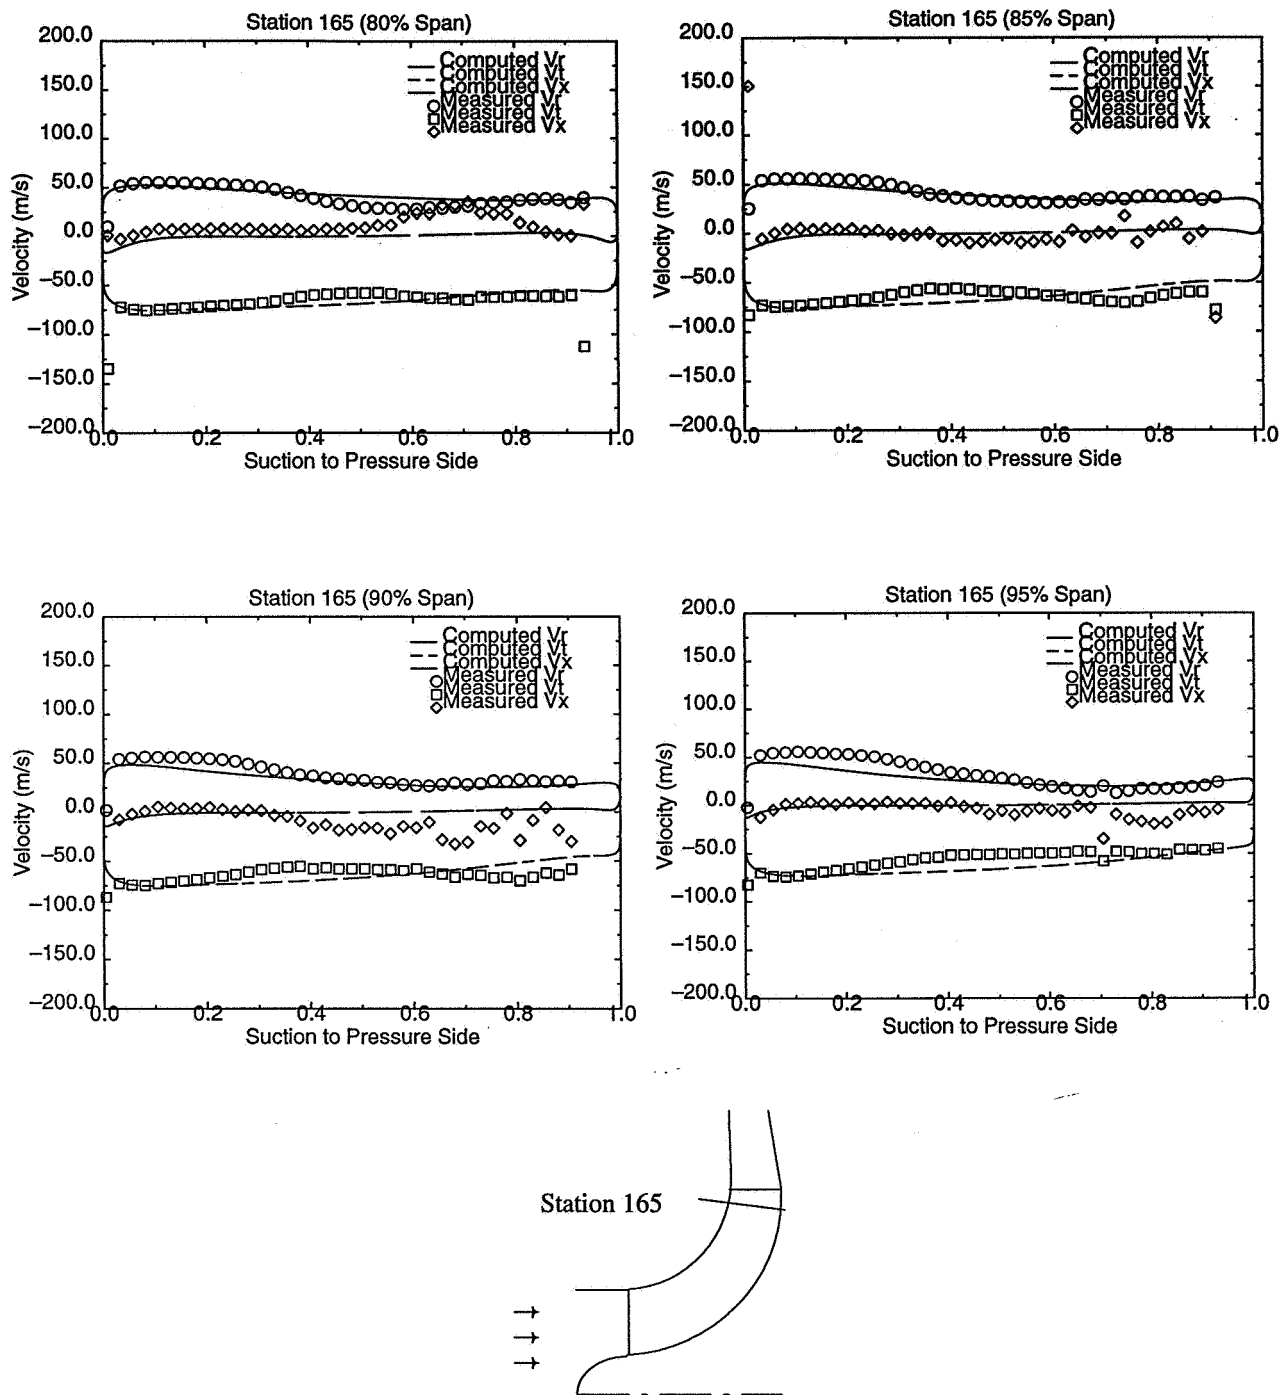 Station 165 (80% Span)
Velocity (m/s)
200.0
150.0
100.0
50.0
0.0
−50.0
−100.0
−150.0
−200.0
Computed Vr
Computed Vt
Computed Vx
Measured Vr
Measured Vt
Measured Vx
0.0 0.2 0.4 0.6 0.8 1.0
Suction to Pressure Side
Station 165 (85% Span)
Velocity (m/s)
200.0
150.0
100.0
50.0
0.0
−50.0
−100.0
−150.0
−200.0
Computed Vr
Computed Vt
Computed Vx
Measured Vr
Measured Vt
Measured Vx
0.0 0.2 0.4 0.6 0.8 1.0
Suction to Pressure Side
Station 165 (90% Span)
Velocity (m/s)
200.0
150.0
100.0
50.0
0.0
−50.0
−100.0
−150.0
−200.0
Computed Vr
Computed Vt
Computed Vx
Measured Vr
Measured Vt
Measured Vx
0.0 0.2 0.4 0.6 0.8 1.0
Suction to Pressure Side
Station 165 (95% Span)
Velocity (m/s)
200.0
150.0
100.0
50.0
0.0
−50.0
−100.0
−150.0
−200.0
Computed Vr
Computed Vt
Computed Vx
Measured Vr
Measured Vt
Measured Vx
0.0 0.2 0.4 0.6 0.8 1.0
Suction to Pressure Side
Station 165